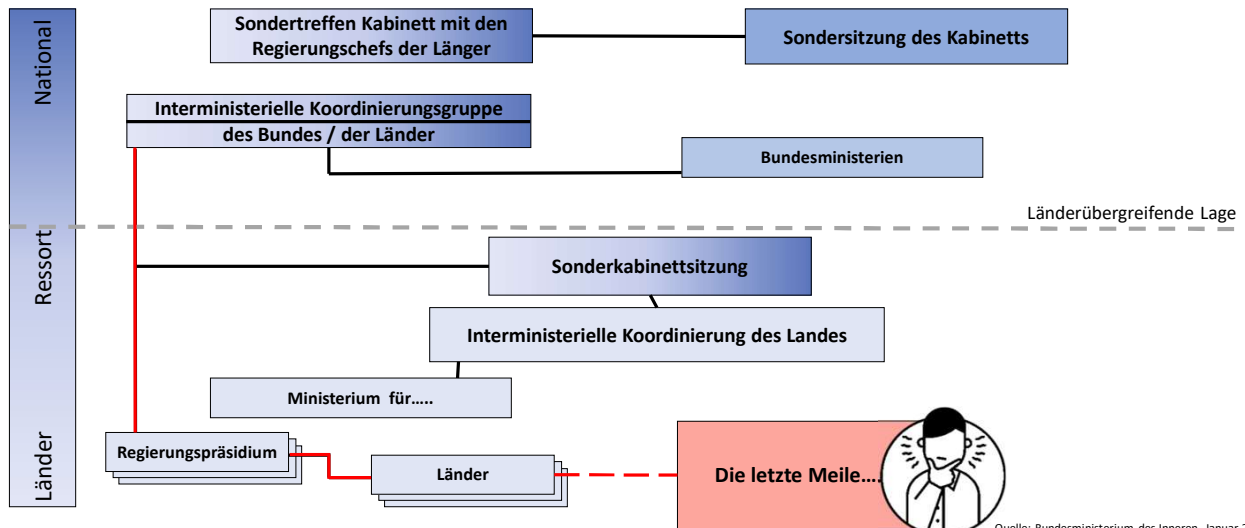 National
Sondertreffen Kabinett mit den
Regierungschefs der Länger
Sondersitzung des Kabinetts
Interministerielle Koordinierungsgruppe
des Bundes / der Länder
Bundesministerien
Länderübergreifende Lage
Ressort
Sonderkabinettsitzung
Interministerielle Koordinierung des Landes
Ministerium für.....
Länder
Regierungspräsidium
Länder
Die letzte Meile....
Quelle: Bundesministerium des Inneren, Januar